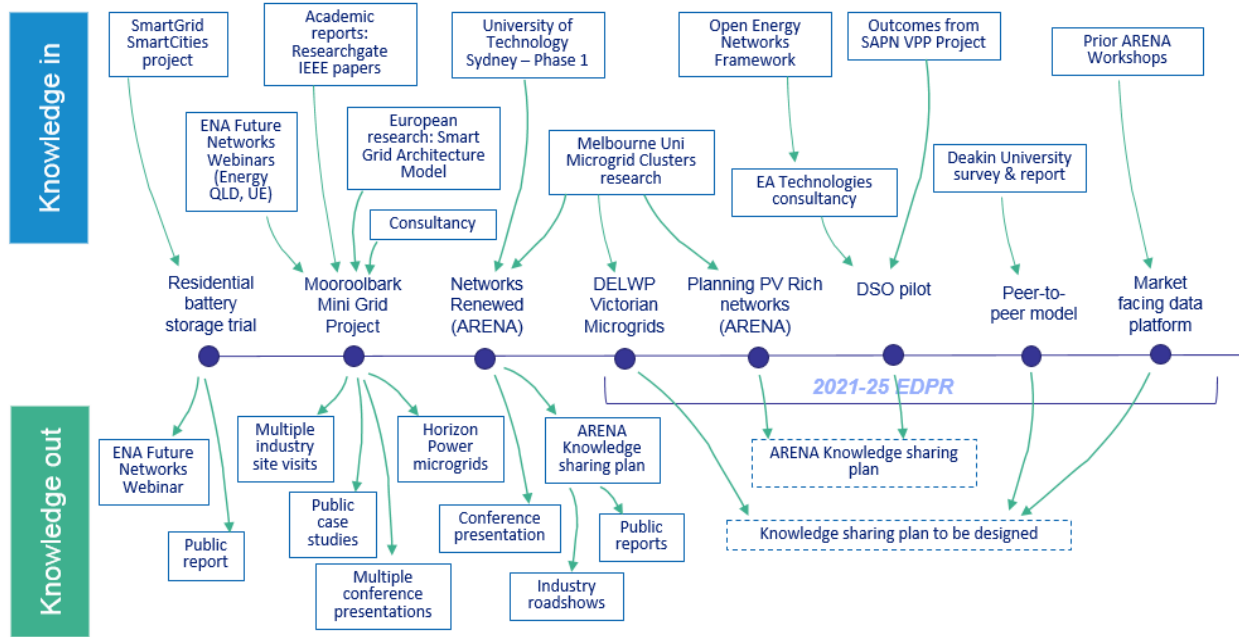 Knowledge in
SmartGrid
SmartCities
project
Academic
reports:
Researchgate
IEEE papers
University of
Technology
Sydney – Phase 1
Open Energy
Networks
Framework
Outcomes from
SAPN VPP Project
Prior ARENA
Workshops
ENA Future
Networks
Webinars
(Energy
QLD, UE)
European
research: Smart
Grid Architecture
Model
Consultancy
Melbourne Uni
Microgrid Clusters
research
EA Technologies
consultancy
Deakin University
survey & report
Residential
battery
storage trial
Mooroolbark
Mini Grid
Project
Networks
Renewed
(ARENA)
DELWP
Victorian
Microgrids
Planning PV Rich
networks
(ARENA)
DSO pilot
Peer-to-
peer model
Market
facing data
platform
2021-25 EDPR
Knowledge out
ENA Future
Networks
Webinar
Public
report
Multiple
industry
site visits
Public
case
studies
Multiple
conference
presentations
Horizon
Power
microgrids
Conference
presentation
ARENA
Knowledge
sharing plan
Industry
roadshows
Public
reports
ARENA Knowledge sharing
plan
Knowledge sharing plan to be designed